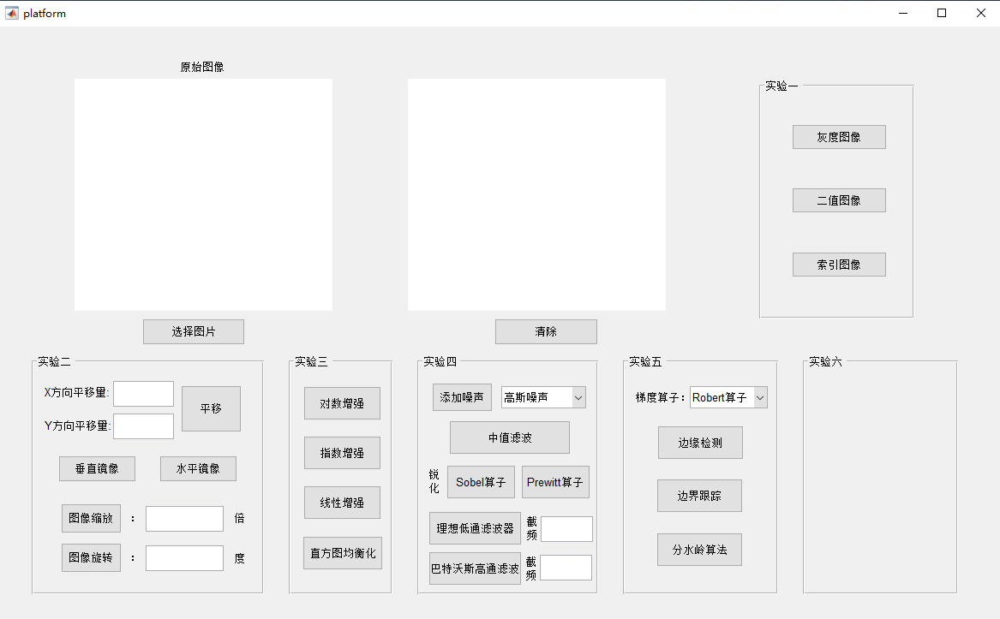 platform
原始图像
选择图片
清除
实验一
灰度图像
二值图像
索引图像
实验二
X方向平移量:
Y方向平移量:
平移
垂直镜像
水平镜像
图像缩放 : 倍
图像旋转 : 度
实验三
对数增强
指数增强
线性增强
直方图均衡化
实验四
添加噪声 高斯噪声
中值滤波
锐化 Sobel算子 Prewitt算子
理想低通滤波器 截频
巴特沃斯高通滤波 截频
实验五
梯度算子: Robert算子
边缘检测
边界跟踪
分水岭算法
实验六